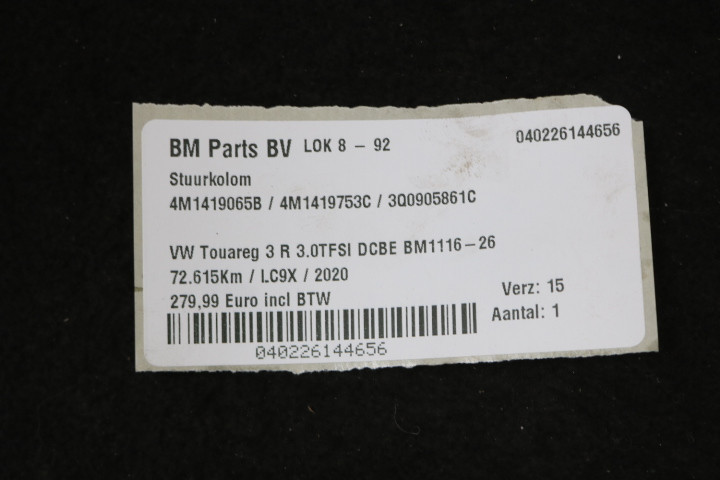 BM Parts BV LOK 8 - 92 040226144656
Stuurkolom
4M1419065B / 4M1419753C / 3Q0905861C
VW Touareg 3 R 3.0TFSI DCBE BM1116-26
72.615Km / LC9X / 2020
279,99 Euro incl BTW
Verz: 15
Aantal: 1
040226144656